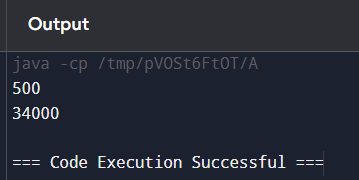 Output
java -cp /tmp/pVOSt6FtOT/A
500
34000
=== Code Execution Successful ===